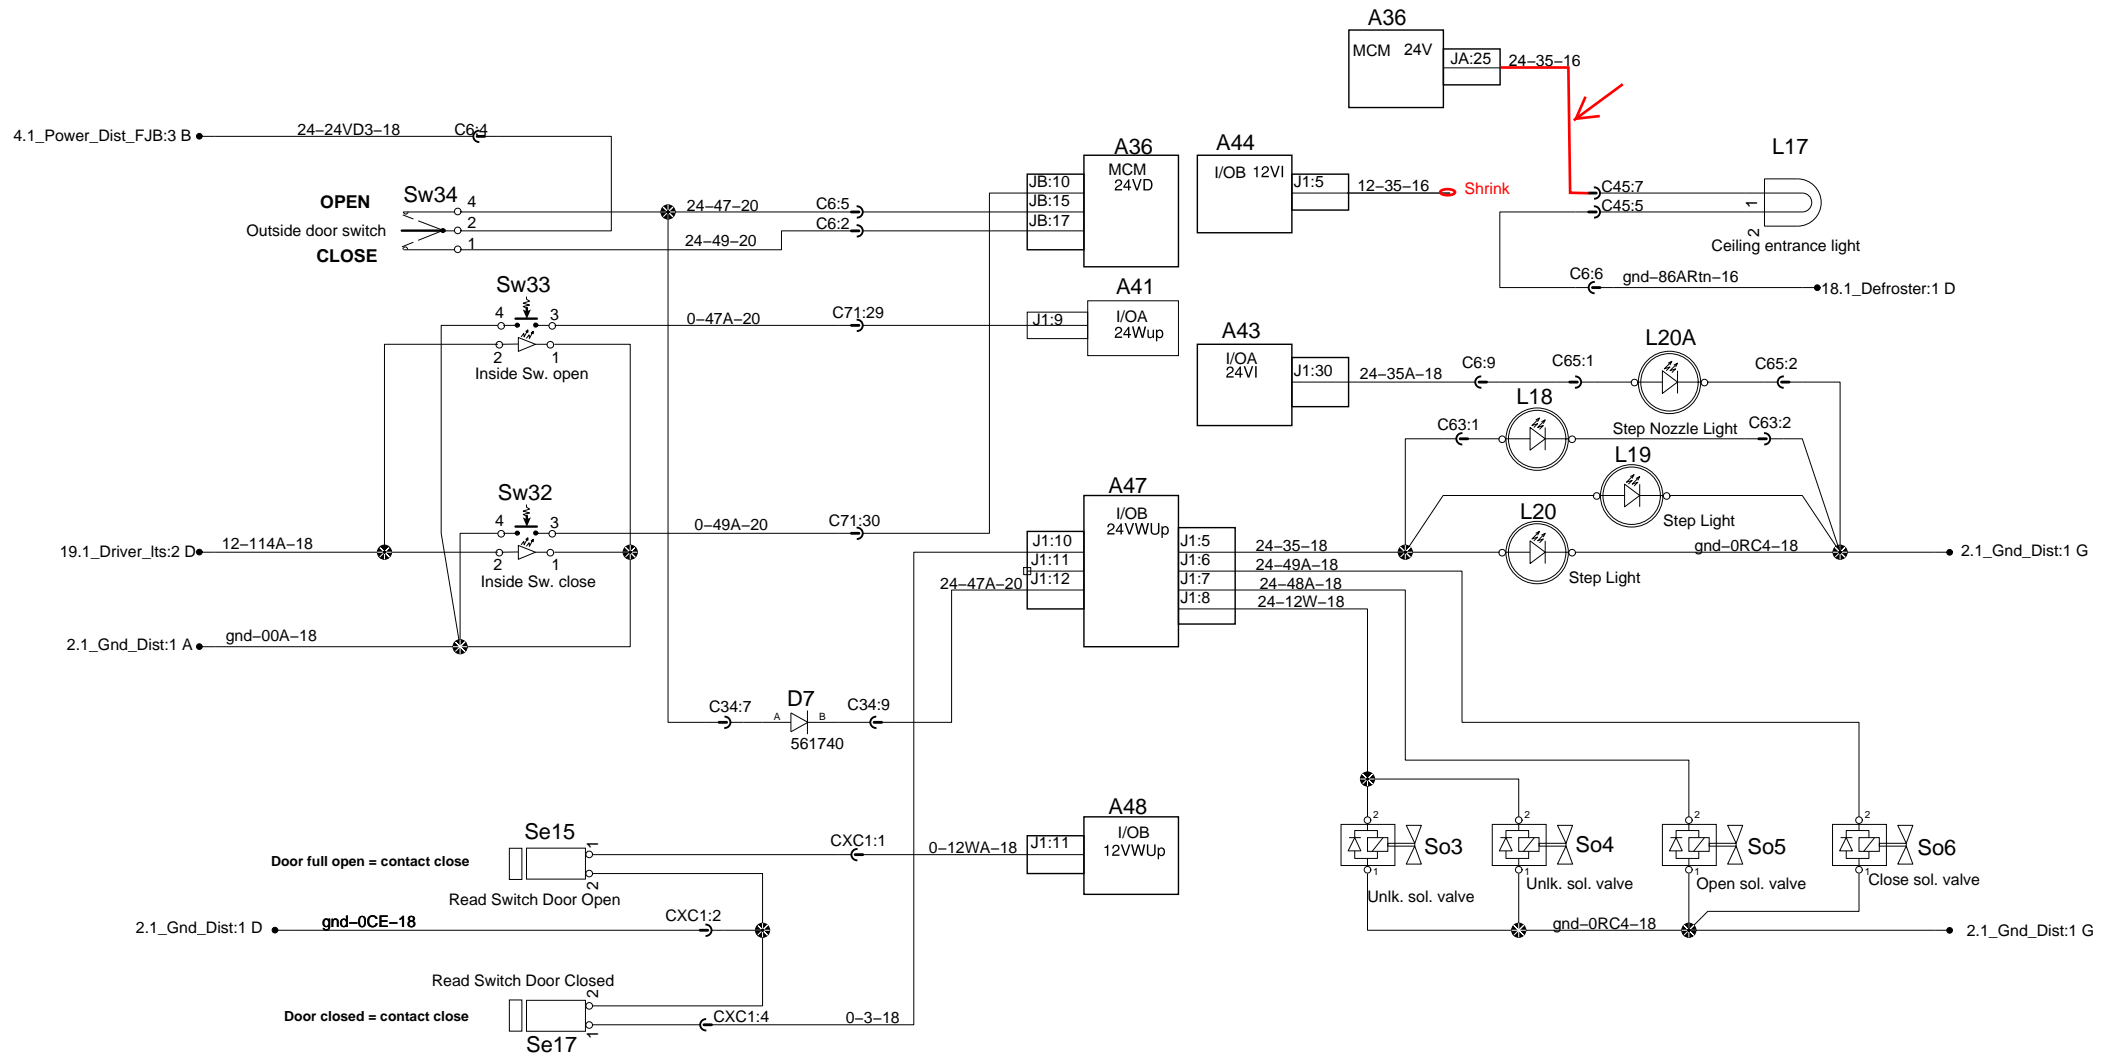 A36
MCM 24V
JA:25
24-35-16
4.1_Power_Dist_FJB:3 B
24-24VD3-18
C6:4
OPEN
Sw34
4
Outside door switch
2
CLOSE
1
24-47-20
C6:5
24-49-20
C6:2
A36
MCM
24VD
JB:10
JB:15
JB:17
A44
I/OB 12VI
J1:5
12-35-16
Shrink
L17
C45:7
C45:5
1
2
Ceiling entrance light
C6:6
gnd-86ARtn-16
18.1_Defroster:1 D
Sw33
4
3
2
1
Inside Sw. open
0-47A-20
C71:29
A41
J1:9
I/OA
24Wup
A43
I/OA
24VI
J1:30
24-35A-18
C6:9
C65:1
L20A
C65:2
L18
C63:1
Step Nozzle Light
C63:2
L19
Step Light
L20
Step Light
gnd-0RC4-18
2.1_Gnd_Dist:1 G
Sw32
4
3
2
1
Inside Sw. close
0-49A-20
C71:30
19.1_Driver_lts:2 D
12-114A-18
2.1_Gnd_Dist:1 A
gnd-00A-18
A47
I/OB
24VWUp
J1:10
J1:11
J1:12
24-47A-20
J1:5
J1:6
J1:7
J1:8
24-35-18
24-49A-18
24-48A-18
24-12W-18
C34:7
D7
A
B
561740
C34:9
Se15
1
2
Door full open = contact close
Read Switch Door Open
CXC1:1
0-12WA-18
A48
J1:11
I/OB
12VWUp
2.1_Gnd_Dist:1 D
gnd-0CE-18
CXC1:2
Read Switch Door Closed
2
Door closed = contact close
1
Se17
CXC1:4
0-3-18
2
So3
1
Unlk. sol. valve
2
So4
1
Unlk. sol. valve
2
So5
1
Open sol. valve
2
So6
1
Close sol. valve
gnd-0RC4-18
2.1_Gnd_Dist:1 G